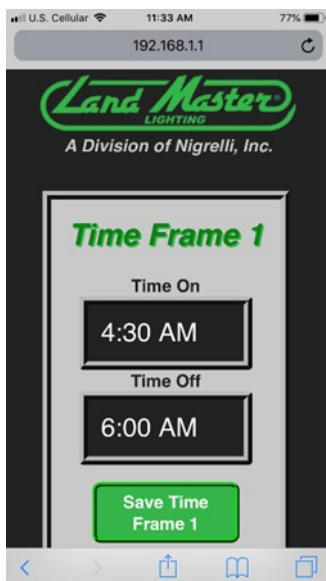 U.S. Cellular 11:33 AM 77%
192.168.1.1
Land Master
LIGHTING
A Division of Nigrelli, Inc.
Time Frame 1
Time On
4:30 AM
Time Off
6:00 AM
Save Time
Frame 1